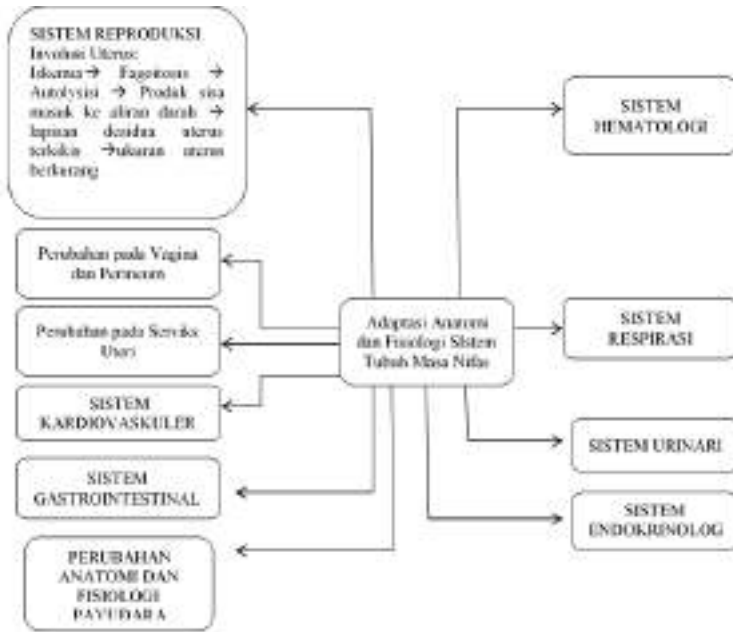 SISTEM REPRODUKSI
Involusi Uterus:
Iskemia → Fagositosis →
Autolysisi → Produk sisa
masuk ke aliran darah →
lapisan desidua uterus
terkikis → ukuran uterus
berkurang
Perubahan pada Vagina
dan Perineum
Perubahan pada Serviks
Uteri
SISTEM
KARDIOVASKULER
SISTEM
GASTROINTESTINAL
PERUBAHAN
ANATOMI DAN
FISIOLOGI
PAYUDARA
Adaptasi Anatomi
dan Fisiologi SIstem
Tubuh Masa Nifas
SISTEM
HEMATOLOGI
SISTEM
RESPIRASI
SISTEM URINARI
SISTEM
ENDOKRINOLOG